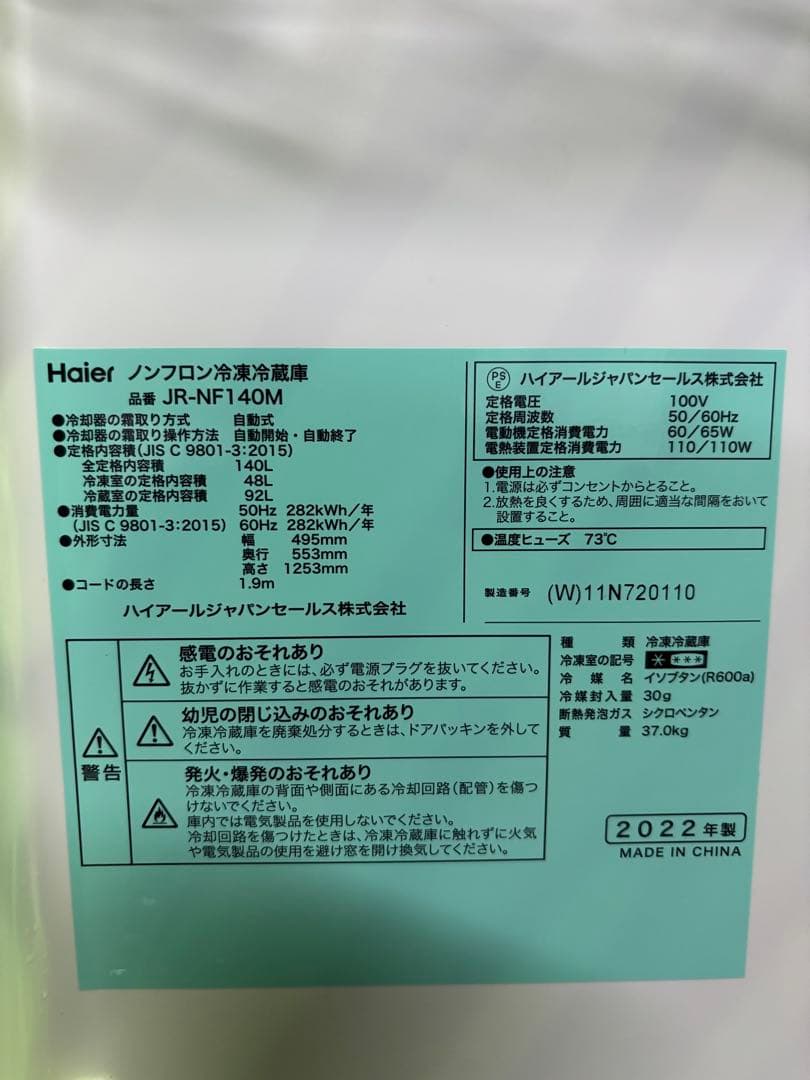 Haier ノンフロン冷凍冷蔵庫
品番 JR-NF140M
●冷却器の霜取り方式 自動式
●冷却器の霜取り操作方法 自動開始・自動終了
●定格内容積(JIS C 9801-3:2015)
全定格内容積 140L
冷凍室の定格内容積 48L
冷蔵室の定格内容積 92L
●消費電力量 50Hz 282kWh/年
(JIS C 9801-3:2015) 60Hz 282kWh/年
●外形寸法 幅 495mm
奥行 553mm
高さ 1253mm
●コードの長さ 1.9m
ハイアールジャパンセールス株式会社
PSE ハイアールジャパンセールス株式会社
定格電圧 100V
定格周波数 50/60Hz
電動機定格消費電力 60/65W
電熱装置定格消費電力 110/110W
●使用上の注意
1.電源は必ずコンセントからとること。
2.放熱を良くするため、周囲に適当な間隔をおいて
設置すること。
●温度ヒューズ 73℃
製造番号 (W)11N720110
警告
感電のおそれあり
お手入れのときには、必ず電源プラグを抜いてください。
抜かずに作業すると感電のおそれがあります。
幼児の閉じ込みのおそれあり
冷凍冷蔵庫を廃棄処分するときは、ドアパッキンを外して
ください。
発火・爆発のおそれあり
冷凍冷蔵庫の背面や側面にある冷却回路(配管)を傷つ
けないでください。
庫内では電気製品を使用しないでください。
冷却回路を傷つけたときは、冷凍冷蔵庫に触れずに火気
や電気製品の使用を避け窓を開け換気してください。
種類 冷凍冷蔵庫
冷凍室の記号 * ***
冷媒名 イソブタン(R600a)
冷媒封入量 30g
断熱発泡ガス シクロペンタン
質量 37.0kg
2022年製
MADE IN CHINA